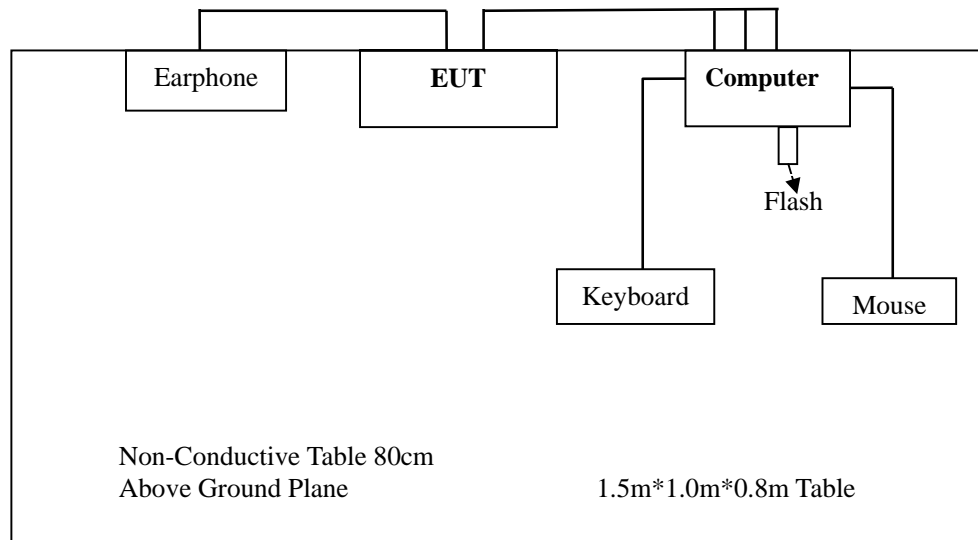 Earphone
EUT
Computer
Flash
Keyboard
Mouse
Non-Conductive Table 80cm
Above Ground Plane
1.5m*1.0m*0.8m Table